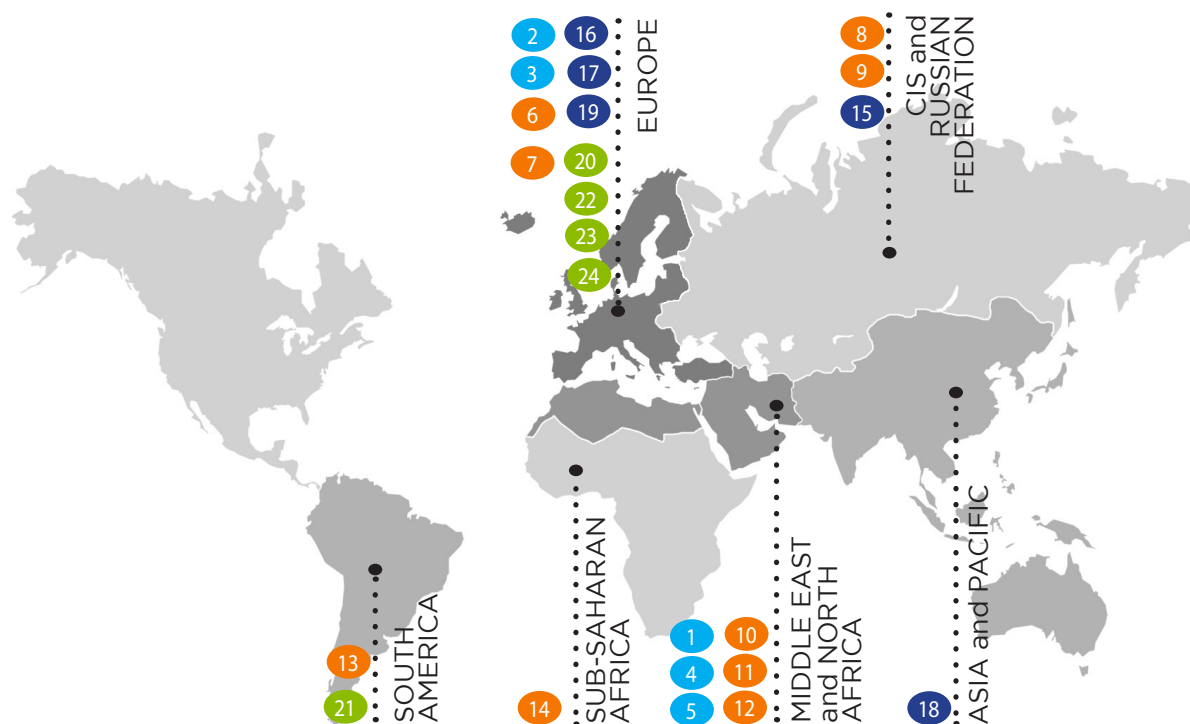 2 16
3 17
6 19
7 20
22
23
24
EUROPE
8
9
15
CIS and
RUSSIAN
FEDERATION
13
21
SOUTH
AMERICA
14
SUB-SAHARAN
AFRICA
1 10
4 11
5 12
MIDDLE EAST
and NORTH
AFRICA
18
ASIA and PACIFIC